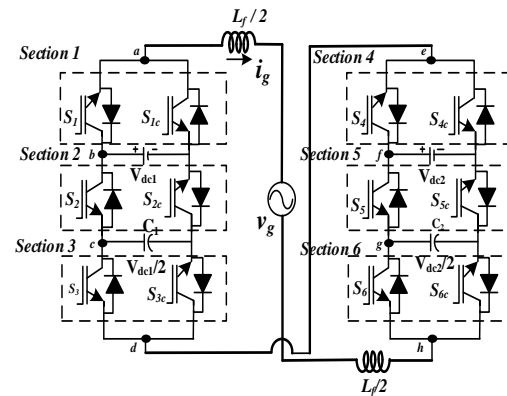 L_f / 2
Section 1
a
i_g
Section 4
e
S_1
S_1c
S_4
S_4c
Section 2
b
+
−
V_dc1
Section 5
f
+
−
V_dc2
S_2
S_2c
v_g
S_5
S_5c
Section 3
c
C_1
V_dc1/2
Section 6
g
C_2
V_dc2/2
S_3
S_3c
S_6
S_6c
d
h
L_f/2